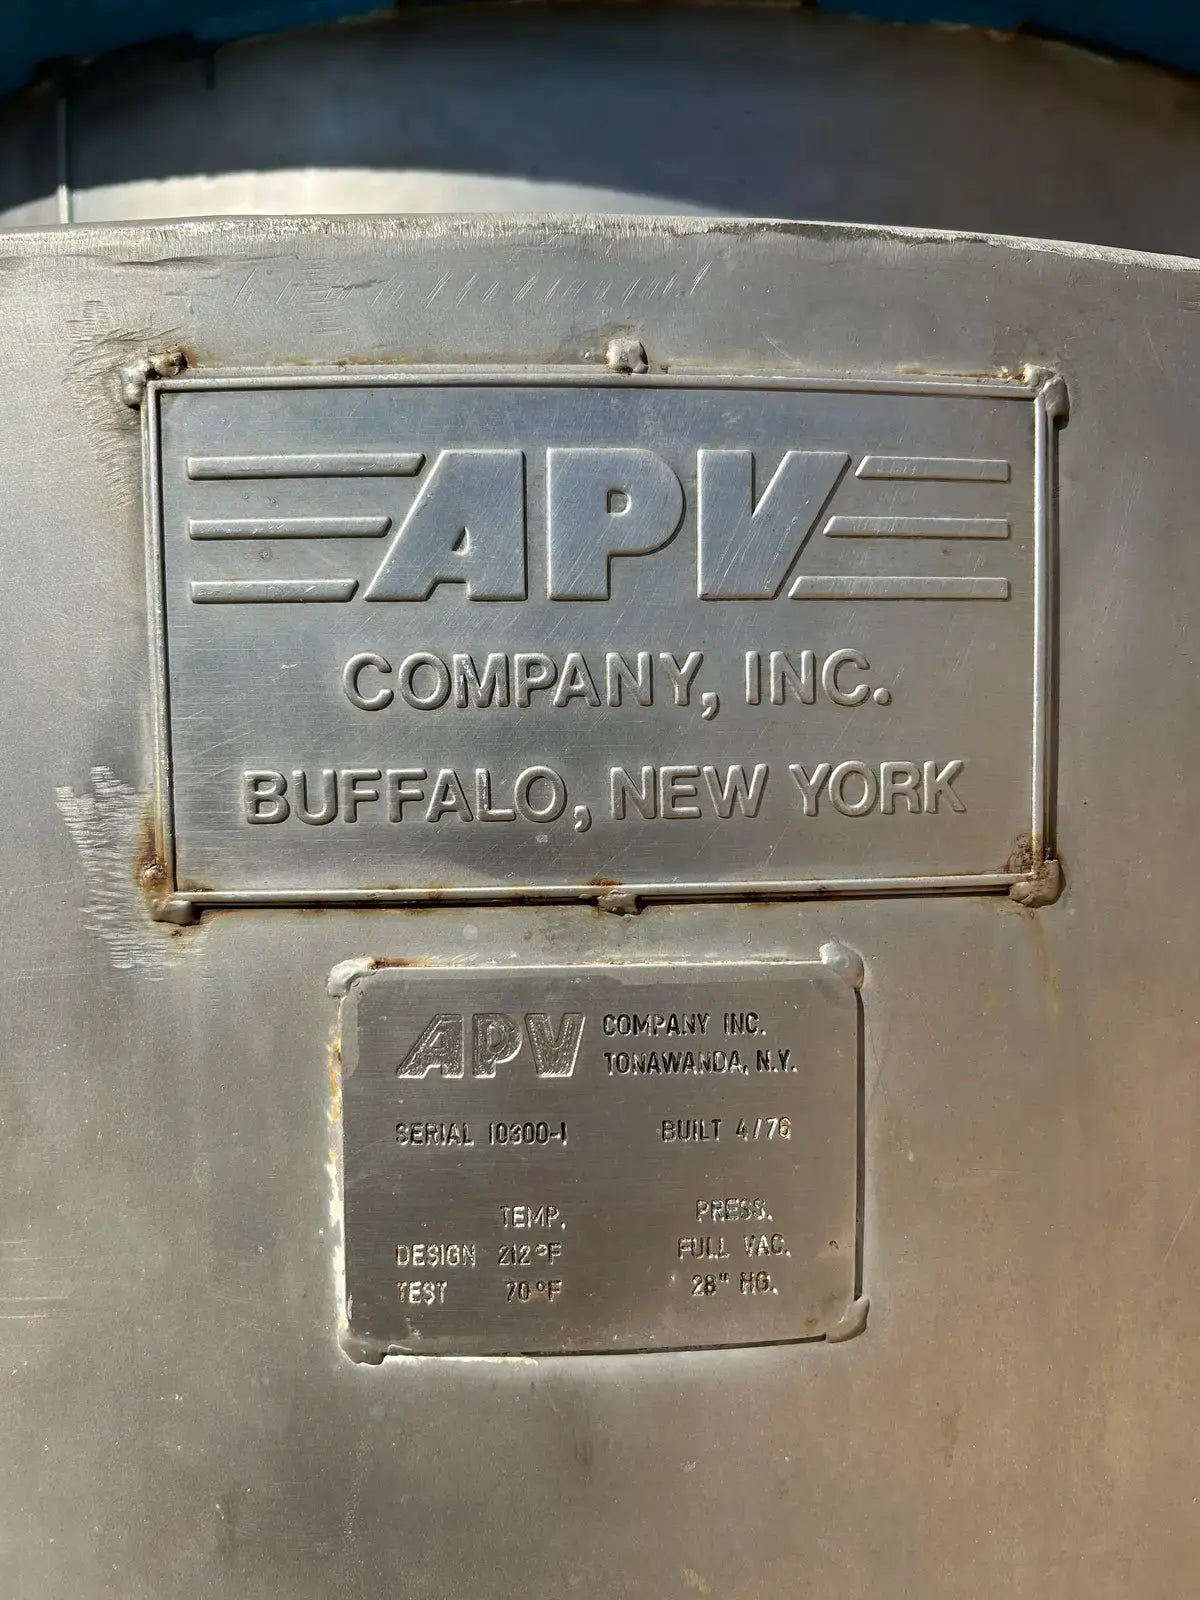 APV
COMPANY, INC.
BUFFALO, NEW YORK
APV COMPANY INC.
TONAWANDA, N.Y.
SERIAL 10300-1 BUILT 4/76
TEMP. PRESS.
DESIGN 212°F FULL VAC.
TEST 70°F 28" HG.